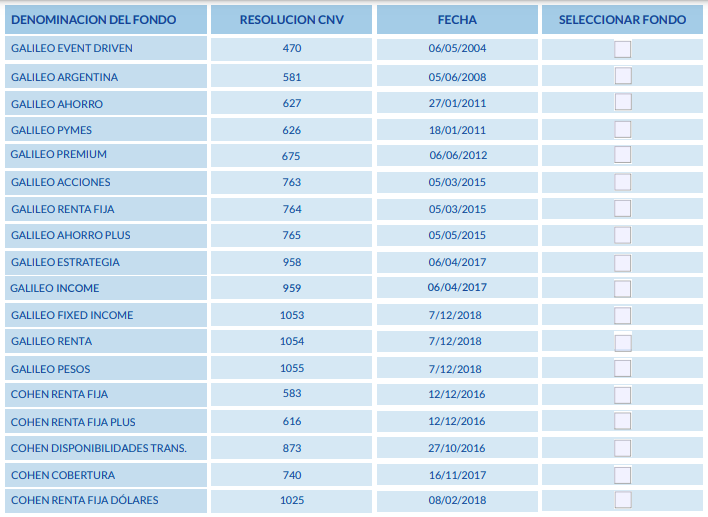 DENOMINACION DEL FONDO RESOLUCION CNV FECHA SELECCIONAR FONDO
GALILEO EVENT DRIVEN 470 06/05/2004
GALILEO ARGENTINA 581 05/06/2008
GALILEO AHORRO 627 27/01/2011
GALILEO PYMES 626 18/01/2011
GALILEO PREMIUM 675 06/06/2012
GALILEO ACCIONES 763 05/03/2015
GALILEO RENTA FIJA 764 05/03/2015
GALILEO AHORRO PLUS 765 05/05/2015
GALILEO ESTRATEGIA 958 06/04/2017
GALILEO INCOME 959 06/04/2017
GALILEO FIXED INCOME 1053 7/12/2018
GALILEO RENTA 1054 7/12/2018
GALILEO PESOS 1055 7/12/2018
COHEN RENTA FIJA 583 12/12/2016
COHEN RENTA FIJA PLUS 616 12/12/2016
COHEN DISPONIBILIDADES TRANS. 873 27/10/2016
COHEN COBERTURA 740 16/11/2017
COHEN RENTA FIJA DÓLARES 1025 08/02/2018